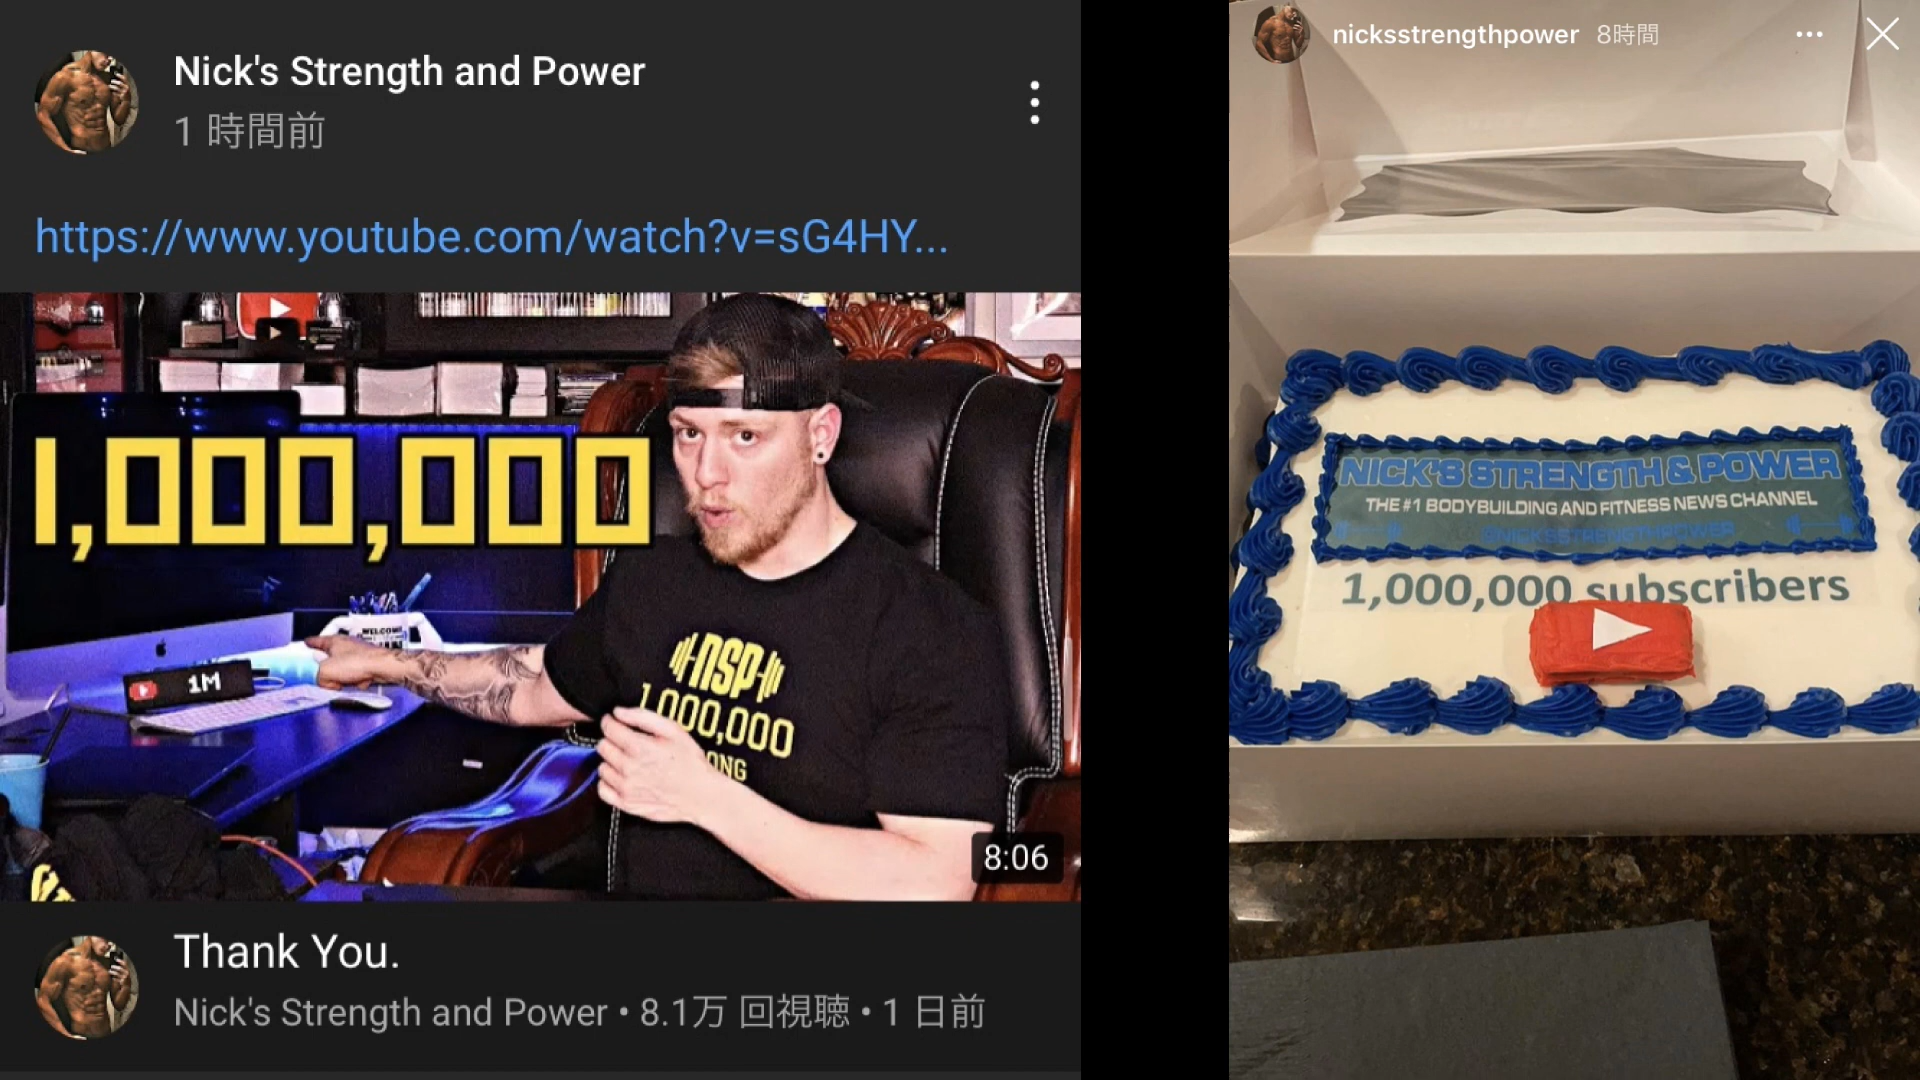 Nick's Strength and Power
1 時間前
https://www.youtube.com/watch?v=sG4HY...
1,000,000
WELCOME
1M
nsp
1,000,000
8:06
Thank You.
Nick's Strength and Power • 8.1万 回視聴 • 1 日前
nicksstrengthpower 8時間
NICK'S STRENGTH & POWER
THE #1 BODYBUILDING AND FITNESS NEWS CHANNEL
@NICKSSTRENGTHPOWER
1,000,000 subscribers